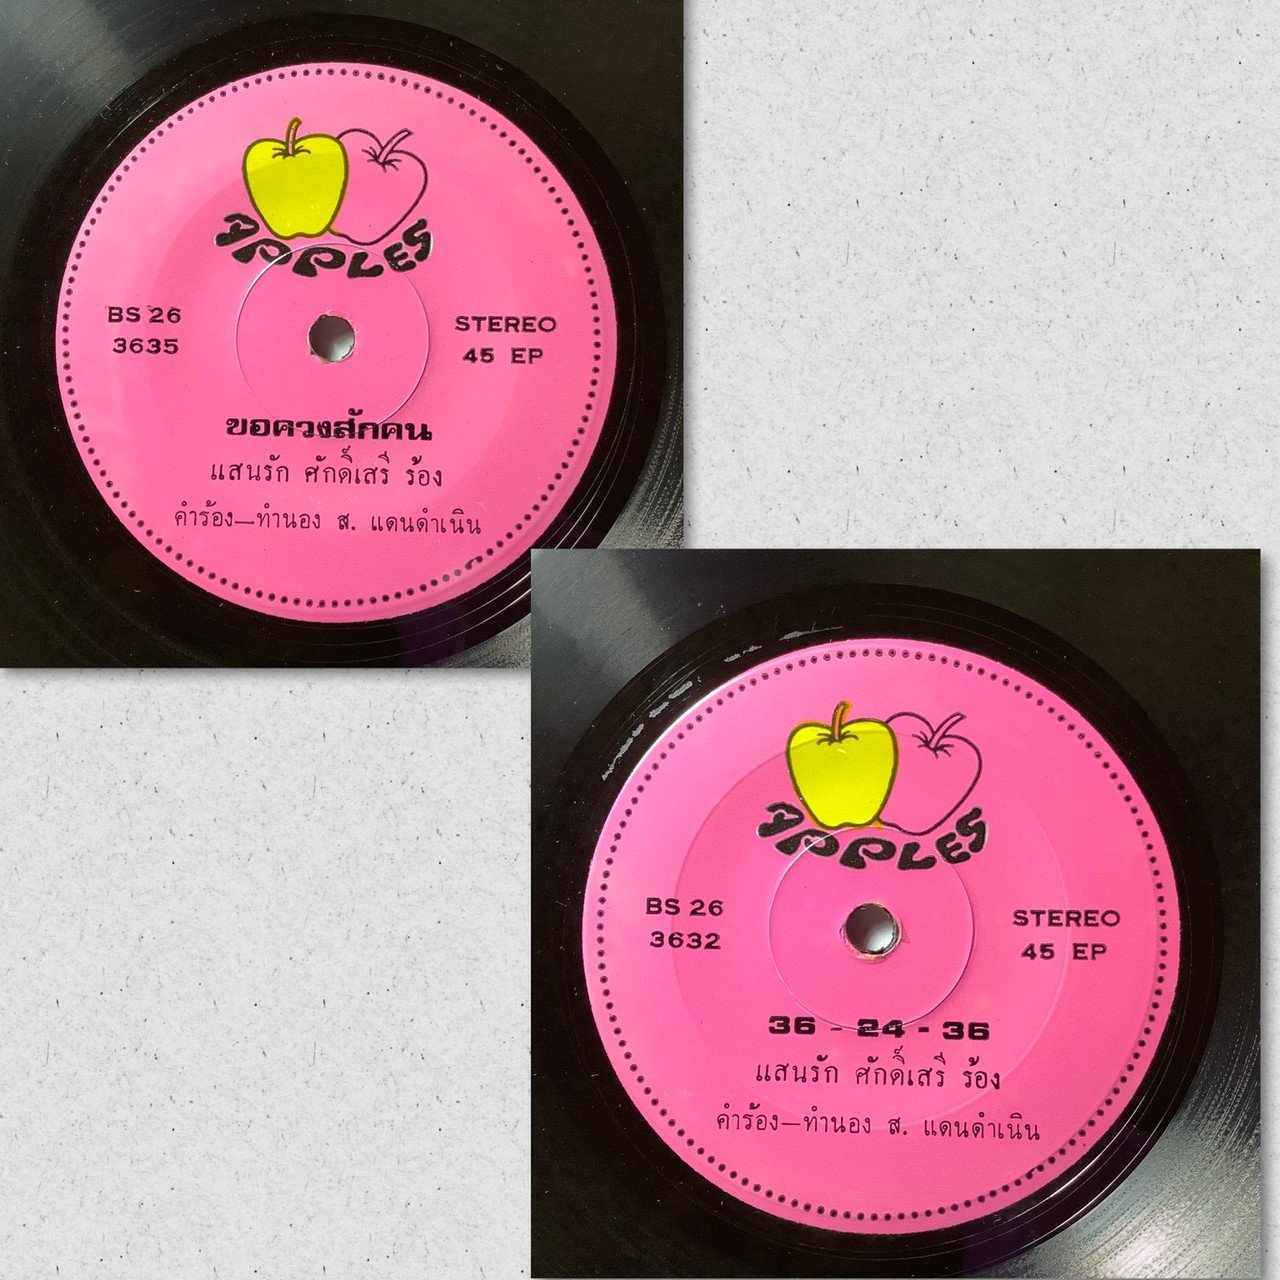 APPLES
BS 26
3635
STEREO
45 EP
ขอควงสักคน
แสนรัก ศักดิ์เสรี ร้อง
คำร้อง—ทำนอง ส. แดนดำเนิน
APPLES
BS 26
3632
STEREO
45 EP
36 - 24 - 36
แสนรัก ศักดิ์เสรี ร้อง
คำร้อง—ทำนอง ส. แดนดำเนิน